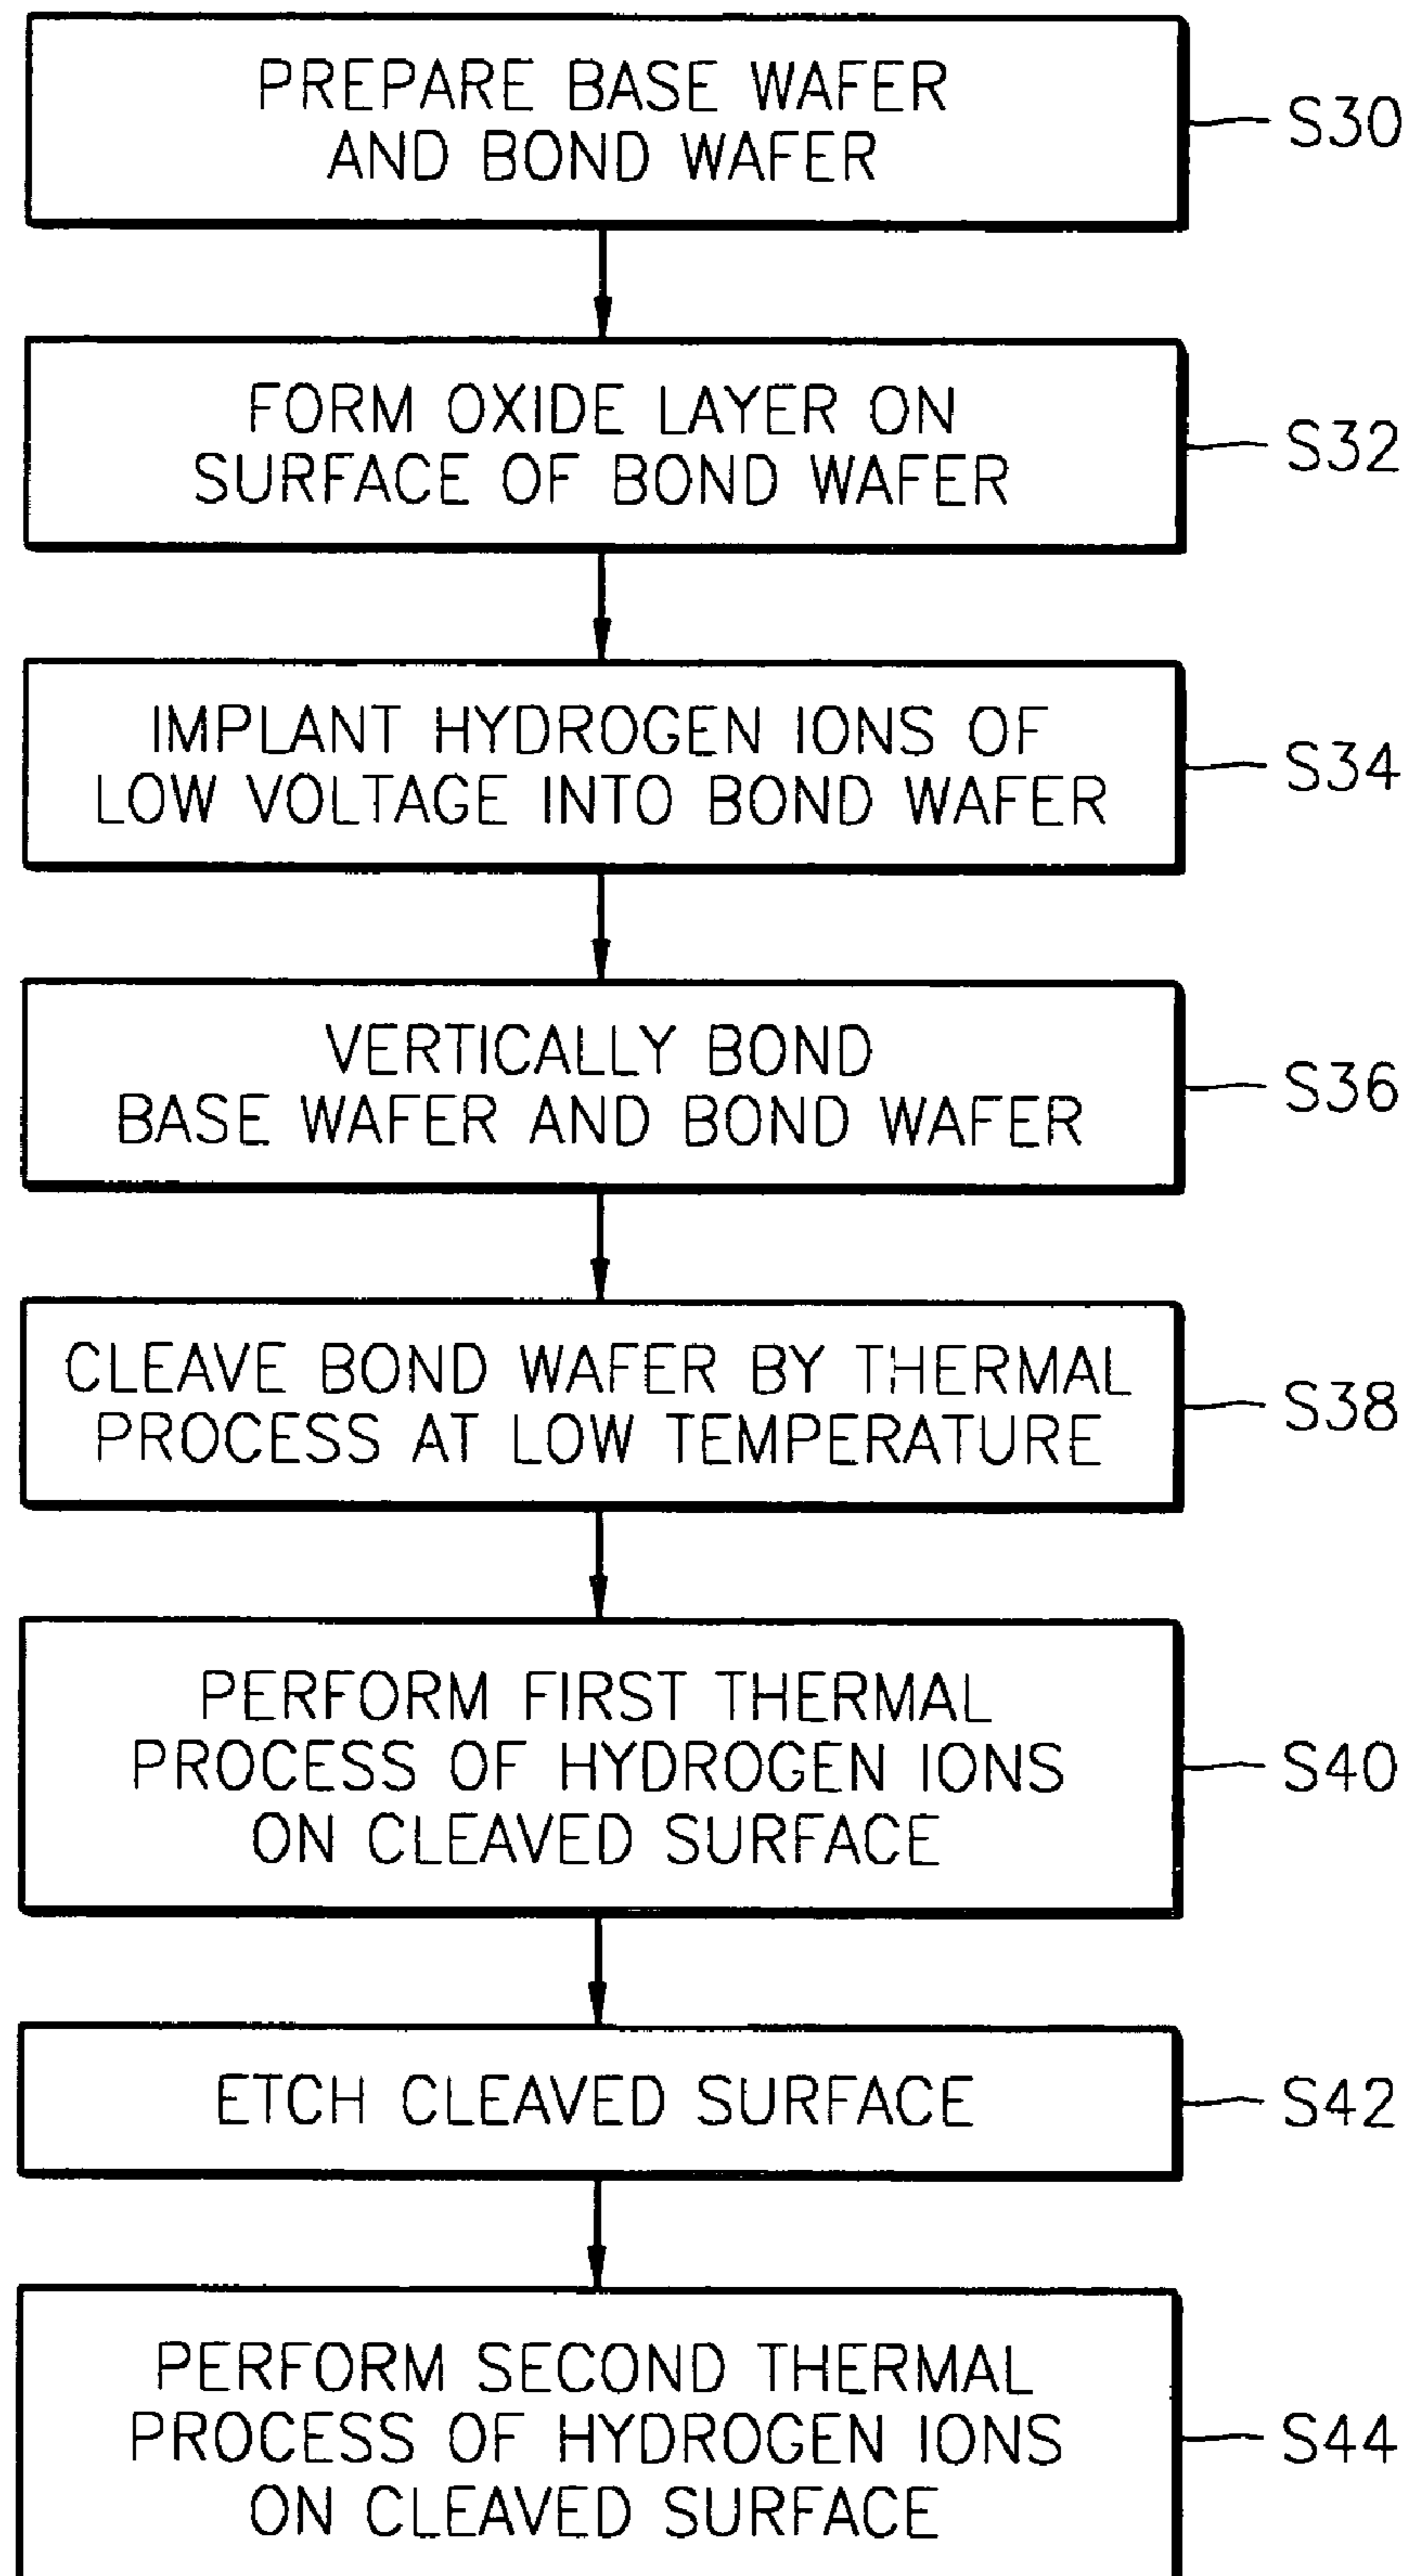 PREPARE BASE WAFER
AND BOND WAFER
S30
FORM OXIDE LAYER ON
SURFACE OF BOND WAFER
S32
IMPLANT HYDROGEN IONS OF
LOW VOLTAGE INTO BOND WAFER
S34
VERTICALLY BOND
BASE WAFER AND BOND WAFER
S36
CLEAVE BOND WAFER BY THERMAL
PROCESS AT LOW TEMPERATURE
S38
PERFORM FIRST THERMAL
PROCESS OF HYDROGEN IONS
ON CLEAVED SURFACE
S40
ETCH CLEAVED SURFACE
S42
PERFORM SECOND THERMAL
PROCESS OF HYDROGEN IONS
ON CLEAVED SURFACE
S44